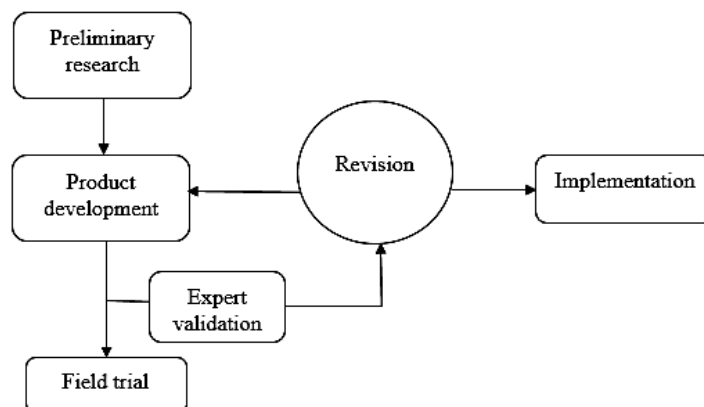 Preliminary
research
Product
development
Revision
Implementation
Expert
validation
Field trial